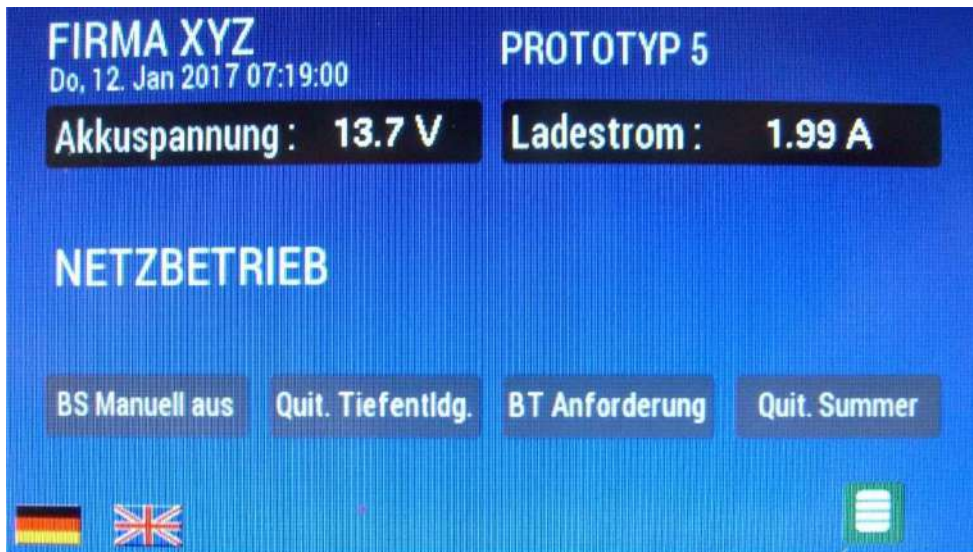 FIRMA XYZ
PROTOTYP 5
Do, 12. Jan 2017 07:19:00
Akkuspannung : 13.7 V
Ladestrom : 1.99 A
NETZBETRIEB
BS Manuell aus
Quit. Tiefentldg.
BT Anforderung
Quit. Summer